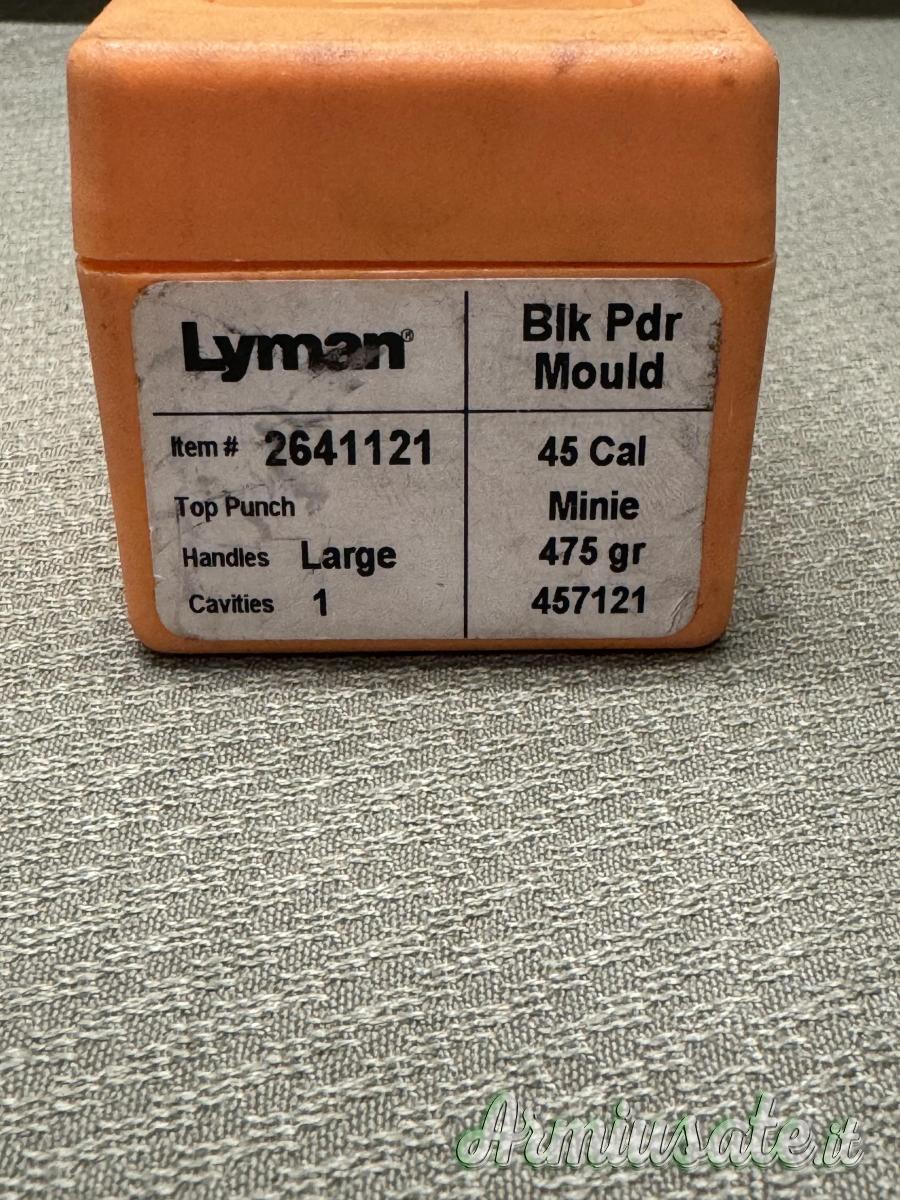 Lyman®
Blk Pdr
Mould
Item # 2641121
Top Punch
Handles Large
Cavities 1
45 Cal
Minie
475 gr
457121
Armiusate.it